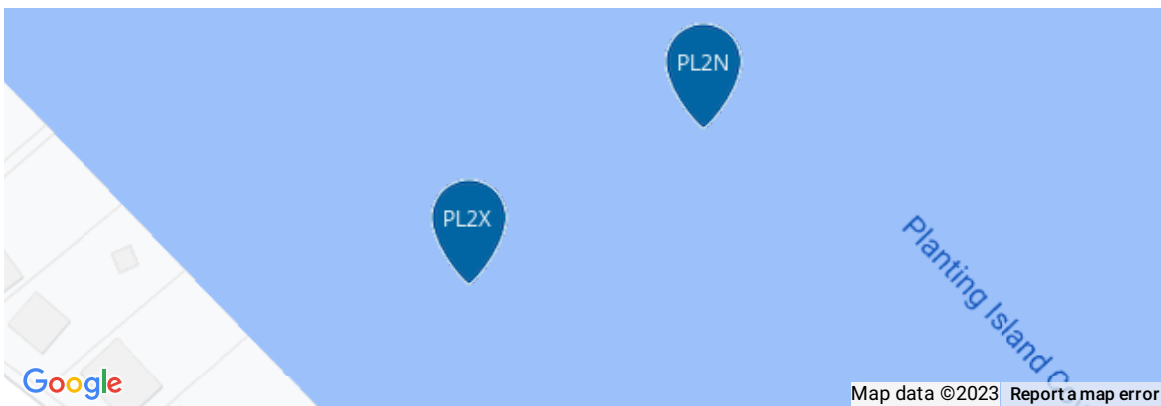 PL2N
PL2X
Planting Island
Google
Map data ©2023 Report a map error